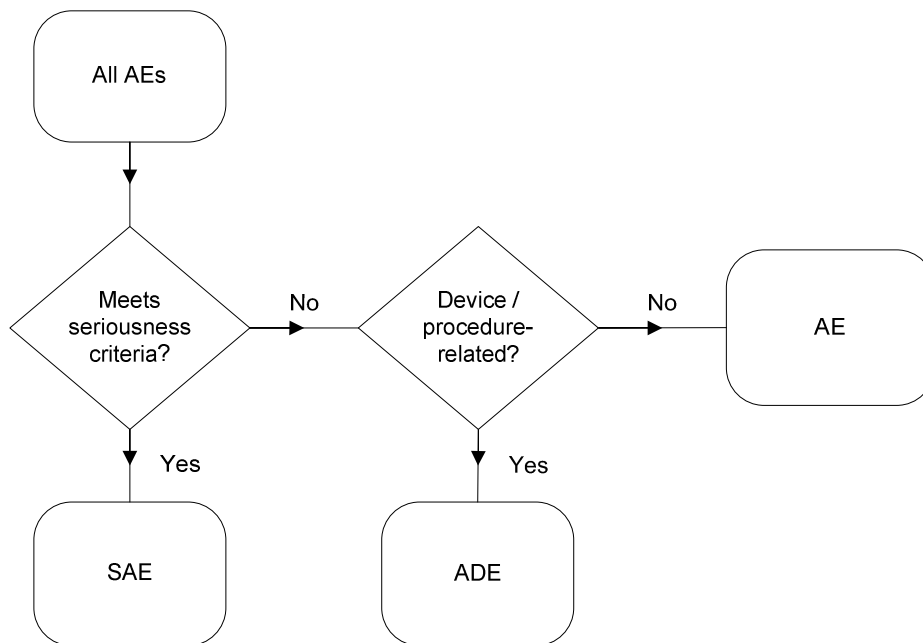 All AEs
Meets
seriousness
criteria?
No
Device /
procedure-
related?
No
AE
Yes
Yes
SAE
ADE